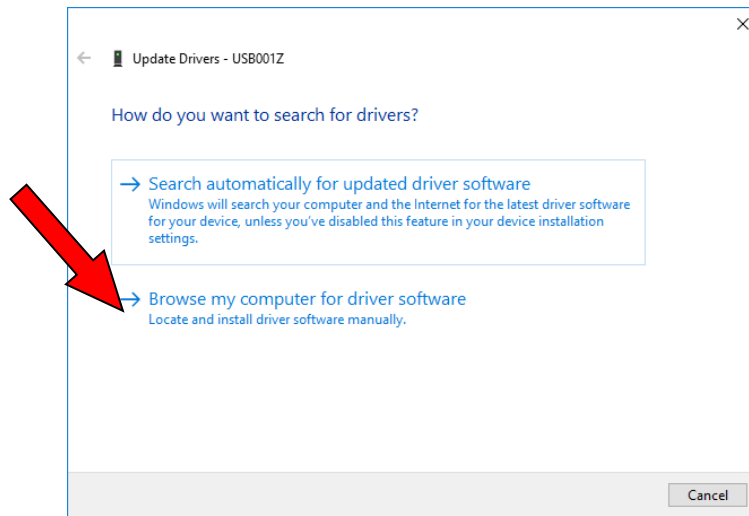 Update Drivers - USB001Z
How do you want to search for drivers?
Search automatically for updated driver software
Windows will search your computer and the Internet for the latest driver software
for your device, unless you've disabled this feature in your device installation
settings.
Browse my computer for driver software
Locate and install driver software manually.
Cancel